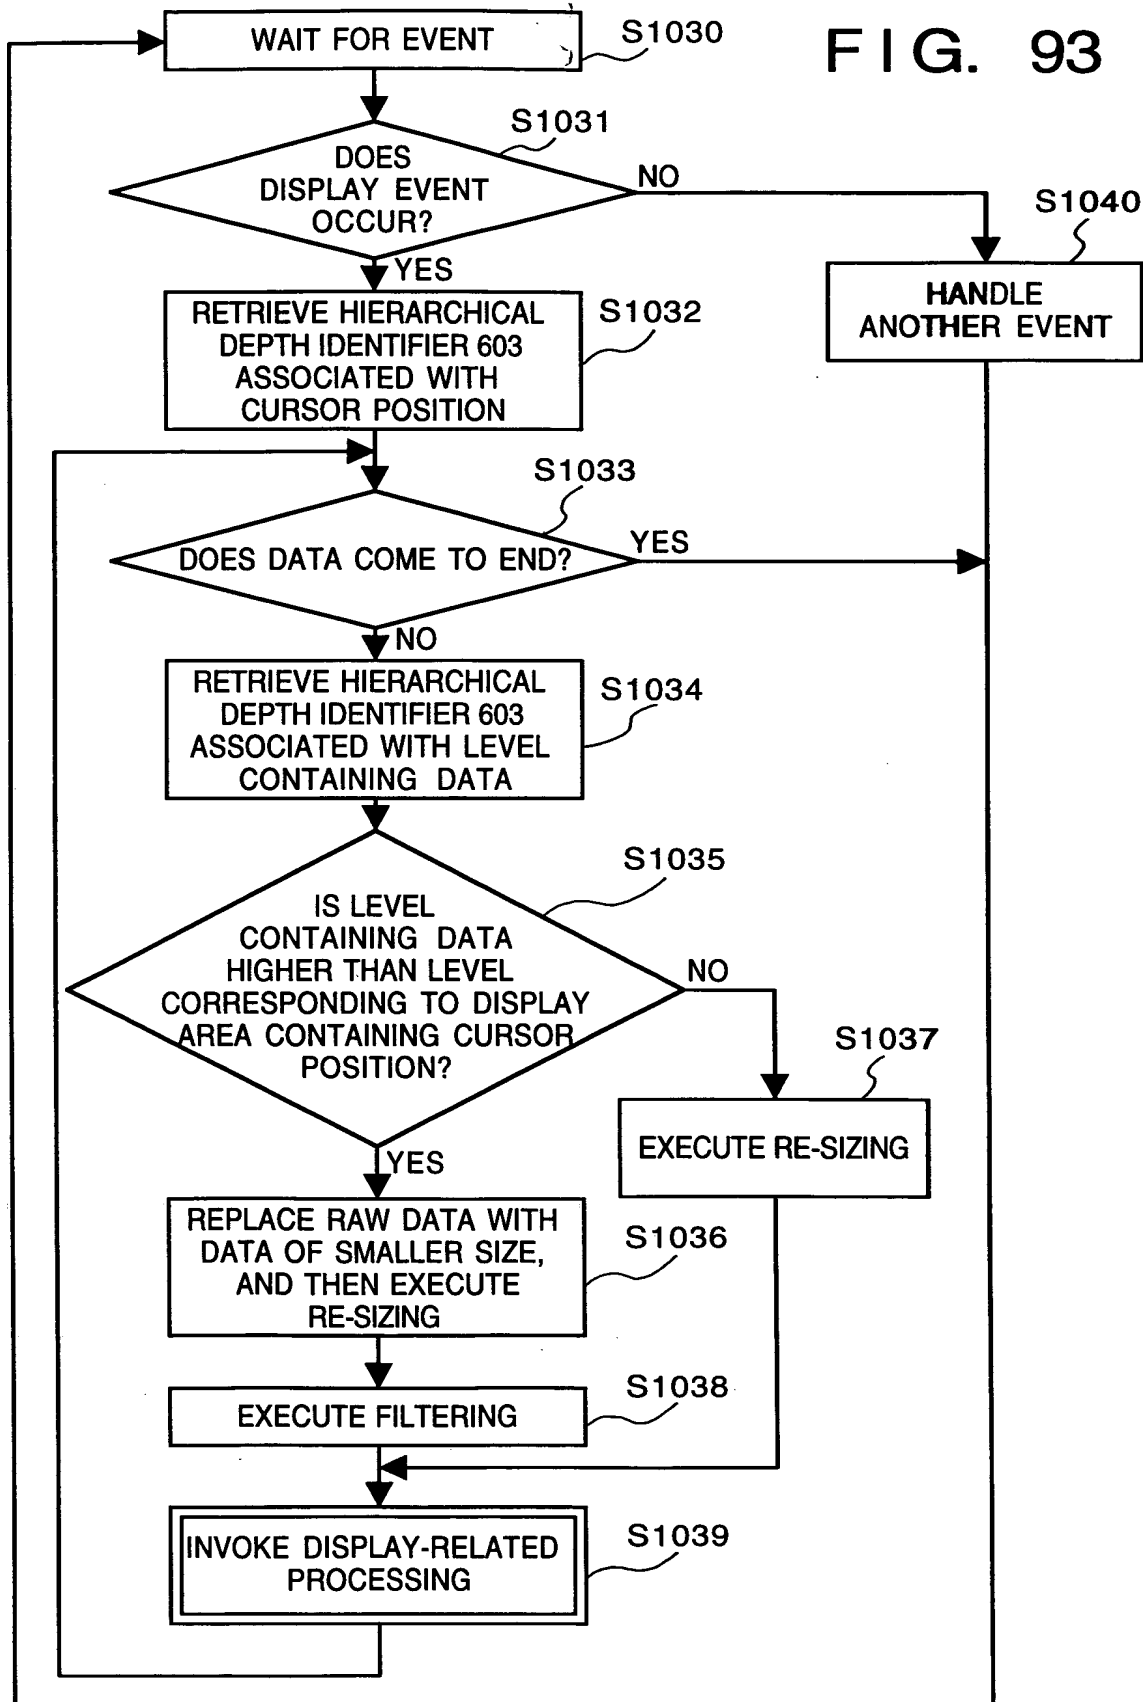 FIG. 93
WAIT FOR EVENT
S1030
S1031
DOES
DISPLAY EVENT
OCCUR?
NO
YES
S1040
HANDLE
ANOTHER EVENT
RETRIEVE HIERARCHICAL
DEPTH IDENTIFIER 603
ASSOCIATED WITH
CURSOR POSITION
S1032
S1033
DOES DATA COME TO END?
YES
NO
RETRIEVE HIERARCHICAL
DEPTH IDENTIFIER 603
ASSOCIATED WITH LEVEL
CONTAINING DATA
S1034
S1035
IS LEVEL
CONTAINING DATA
HIGHER THAN LEVEL
CORRESPONDING TO DISPLAY
AREA CONTAINING CURSOR
POSITION?
NO
YES
S1037
EXECUTE RE-SIZING
REPLACE RAW DATA WITH
DATA OF SMALLER SIZE,
AND THEN EXECUTE
RE-SIZING
S1036
EXECUTE FILTERING
S1038
INVOKE DISPLAY-RELATED
PROCESSING
S1039